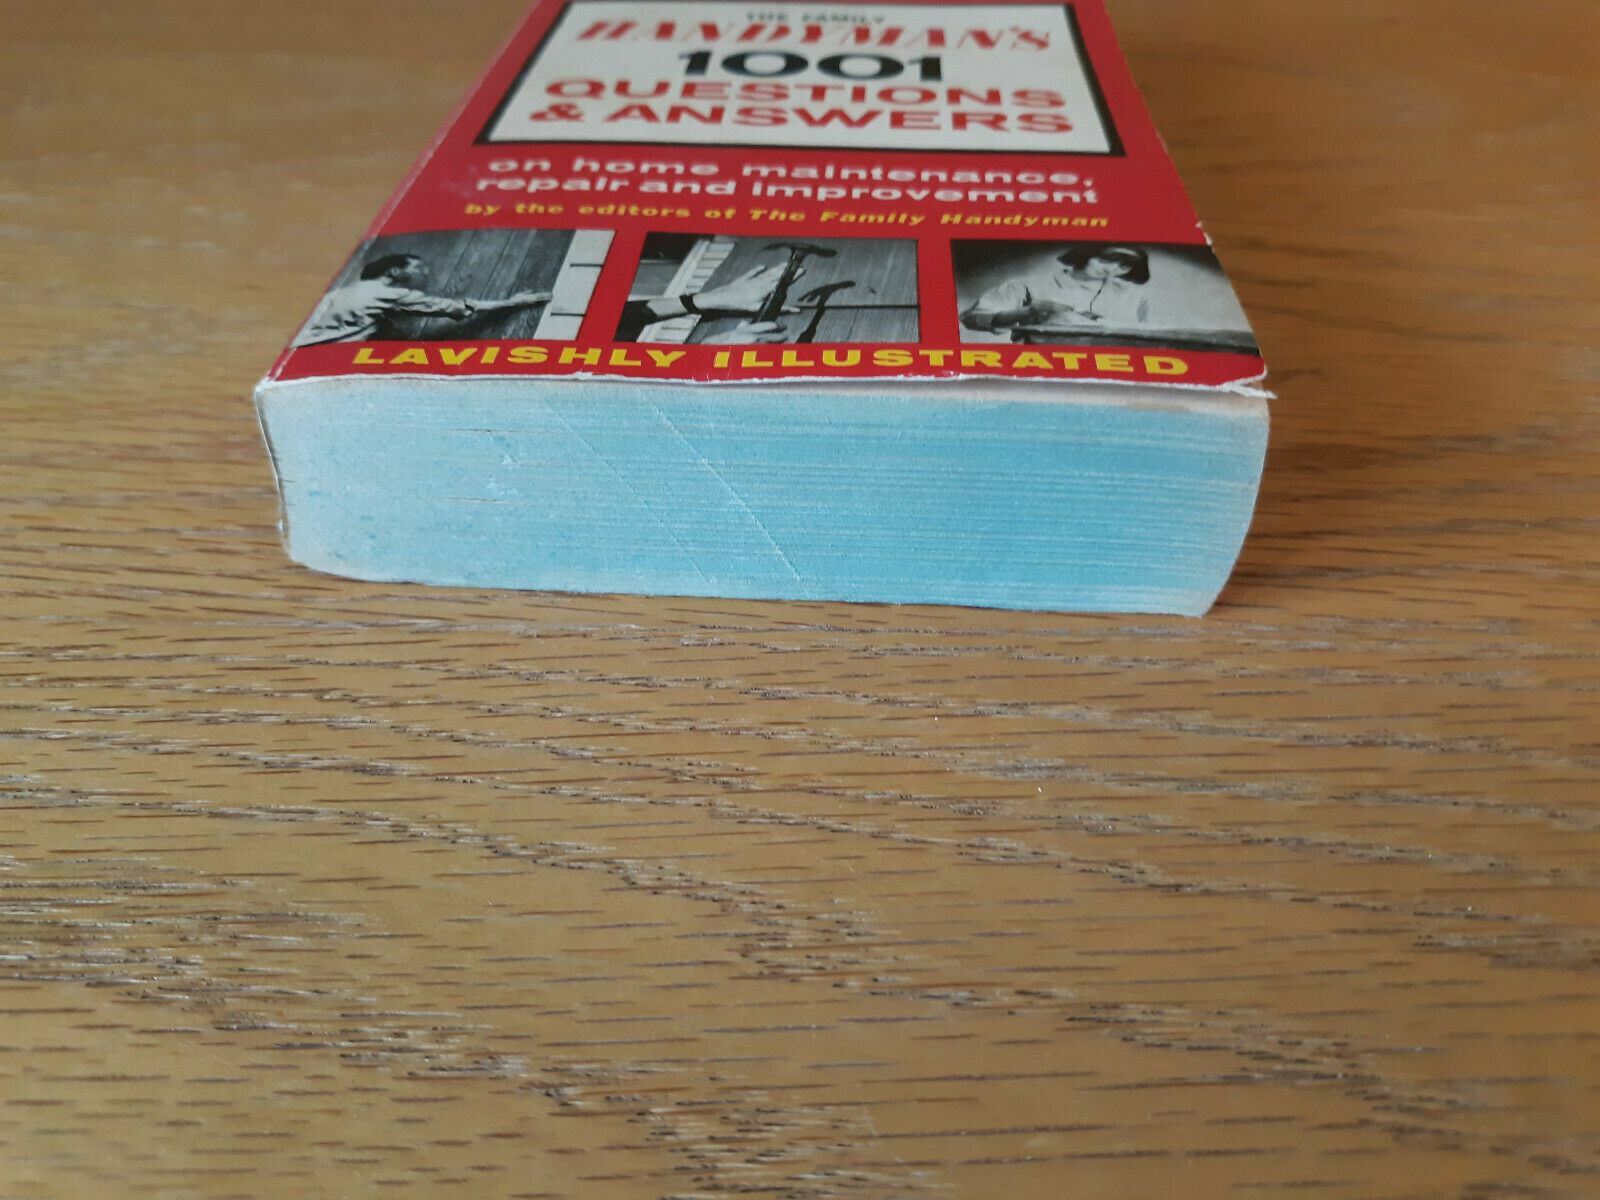 THE FAMILY
HANDYMAN'S
1001
QUESTIONS
& ANSWERS
on home maintenance,
repair and improvement
by the editors of The Family Handyman
LAVISHLY ILLUSTRATED